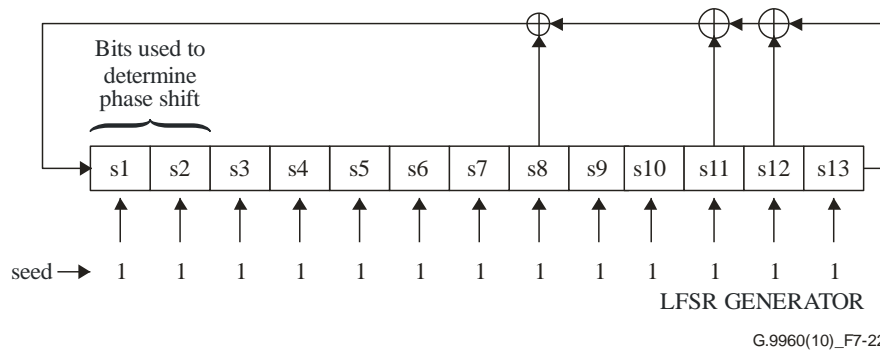 Bits used to
determine
phase shift
s1 s2 s3 s4 s5 s6 s7 s8 s9 s10 s11 s12 s13
seed 1 1 1 1 1 1 1 1 1 1 1 1 1
LFSR GENERATOR
G.9960(10)_F7-22